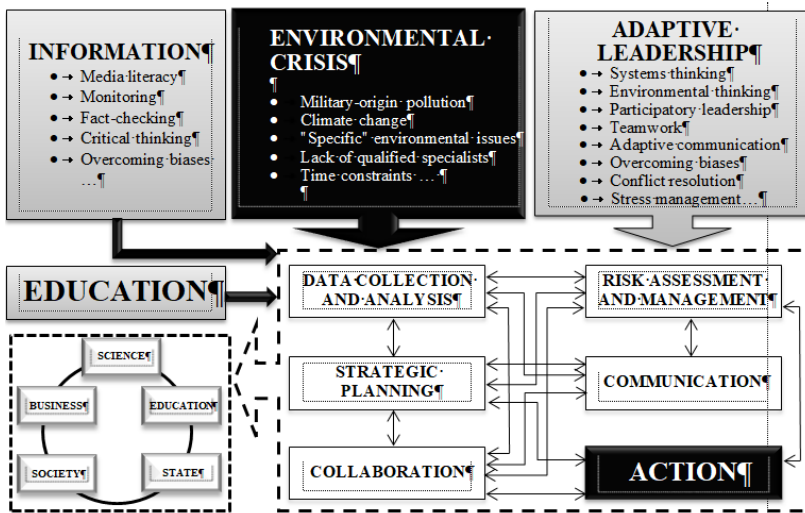 INFORMATION¶
● → Media·literacy¶
● → Monitoring¶
● → Fact-checking¶
● → Critical·thinking¶
● → Overcoming·biases·
…¶
ENVIRONMENTAL·
CRISIS¶
¶
● → Military-origin·pollution¶
● → Climate·change¶
● → "Specific"·environmental·issues¶
● → Lack·of·qualified·specialists¶
● → Time·constraints·…¶
¶
ADAPTIVE·
LEADERSHIP¶
● → Systems·thinking¶
● → Environmental·thinking¶
● → Participatory·leadership¶
● → Teamwork¶
● → Adaptive·communication¶
● → Overcoming·biases¶
● → Conflict·resolution¶
● → Stress·management…¶
EDUCATION¶
SCIENCE¶
BUSINESS¶
EDUCATION¶
SOCIETY¶
STATE¶
DATA·COLLECTION·
AND·ANALYSIS¶
RISK·ASSESSMENT·
AND·MANAGEMENT¶
STRATEGIC·
PLANNING¶
COMMUNICATION¶
COLLABORATION¶
ACTION¶